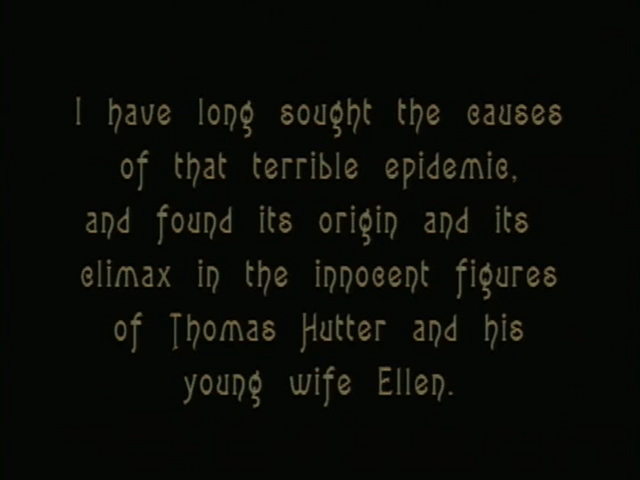 I have long sought the causes
of that terrible epidemic,
and found its origin and its
climax in the innocent figures
of Thomas Hutter and his
young wife Ellen.